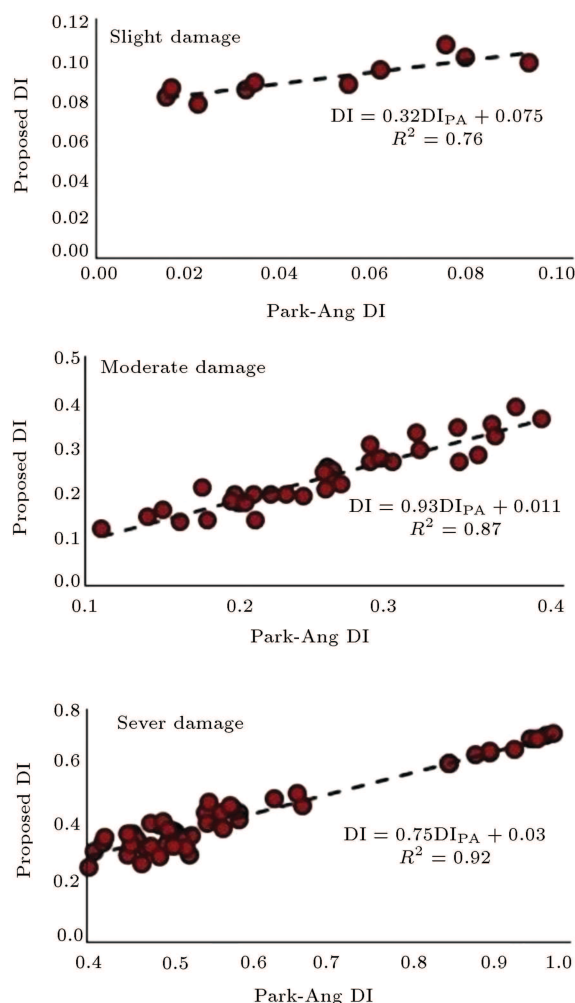 0.12
Slight damage
0.10
0.08
DI = 0.32DI_PA + 0.075
R² = 0.76
0.06
0.04
0.02
0.00
Proposed DI
0.00
0.04
0.06
0.08
0.10
Park-Ang DI
0.5
Moderate damage
0.4
0.3
0.2
DI = 0.93DI_PA + 0.011
R² = 0.87
0.1
0.0
Proposed DI
0.1
0.2
0.3
0.4
Park-Ang DI
0.8
Sever damage
0.6
0.4
DI = 0.75DI_PA + 0.03
R² = 0.92
0.2
0.0
Proposed DI
0.4
0.5
0.6
0.7
0.8
0.9
1.0
Park-Ang DI